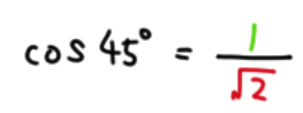 cos 45° = 1/√2